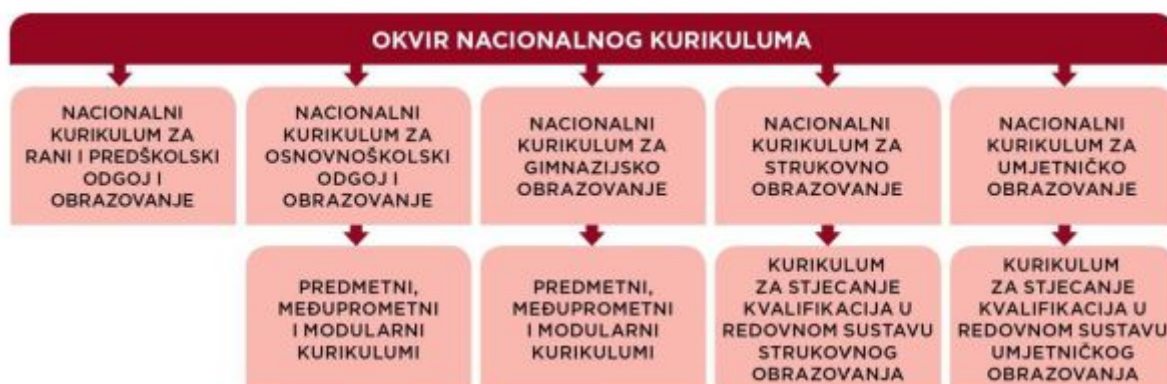 OKVIR NACIONALNOG KURIKULUMA
NACIONALNI
KURIKULUM ZA
RANI I PREDŠKOLSKI
ODGOJ I
OBRAZOVANJE
NACIONALNI
KURIKULUM ZA
OSNOVNOŠKOLSKI
ODGOJ I
OBRAZOVANJE
NACIONALNI
KURIKULUM ZA
GIMNAZIJSKO
OBRAZOVANJE
NACIONALNI
KURIKULUM ZA
STRUKOVNO
OBRAZOVANJE
NACIONALNI
KURIKULUM ZA
UMJETNIČKO
OBRAZOVANJE
PREDMETNI,
MEĐUPROMETNI
I MODULARNI
KURIKULUMI
PREDMETNI,
MEĐUPROMETNI
I MODULARNI
KURIKULUMI
KURIKULUM
ZA STJECANJE
KVALIFIKACIJA U
REDOVNOM SUSTAVU
STRUKOVNOG
OBRAZOVANJA
KURIKULUM
ZA STJECANJE
KVALIFIKACIJA U
REDOVNOM SUSTAVU
UMJETNIČKOG
OBRAZOVANJA